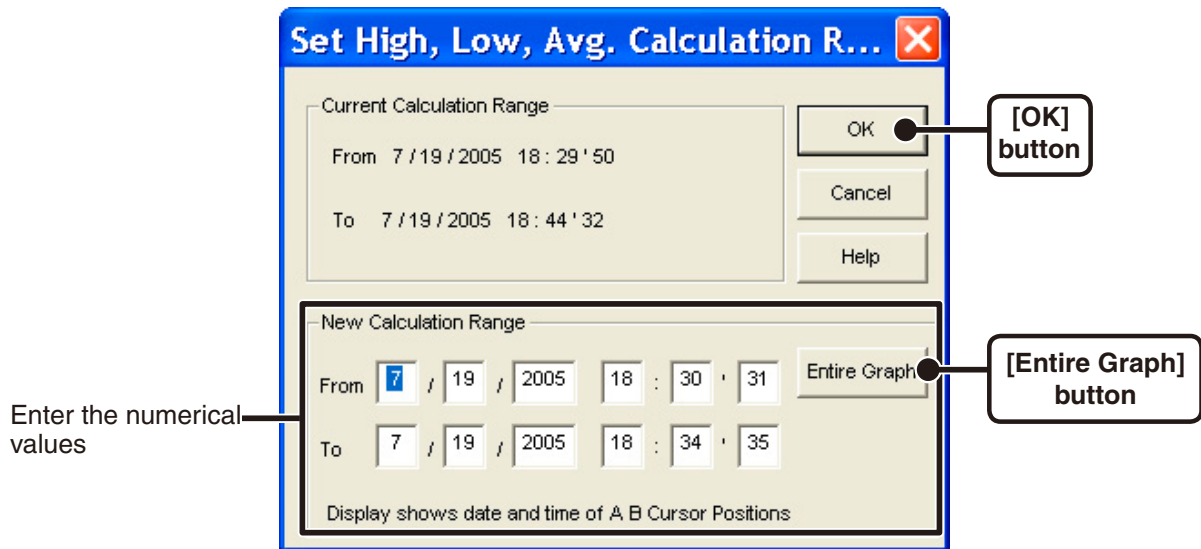 Set High, Low, Avg. Calculation R...
Current Calculation Range
From 7 / 19 / 2005 18 : 29 ' 50
To 7 / 19 / 2005 18 : 44 ' 32
OK
Cancel
Help
[OK]
button
New Calculation Range
From 7 / 19 / 2005 18 : 30 ' 31
To 7 / 19 / 2005 18 : 34 ' 35
Entire Graph
[Entire Graph]
button
Enter the numerical
values
Display shows date and time of A B Cursor Positions